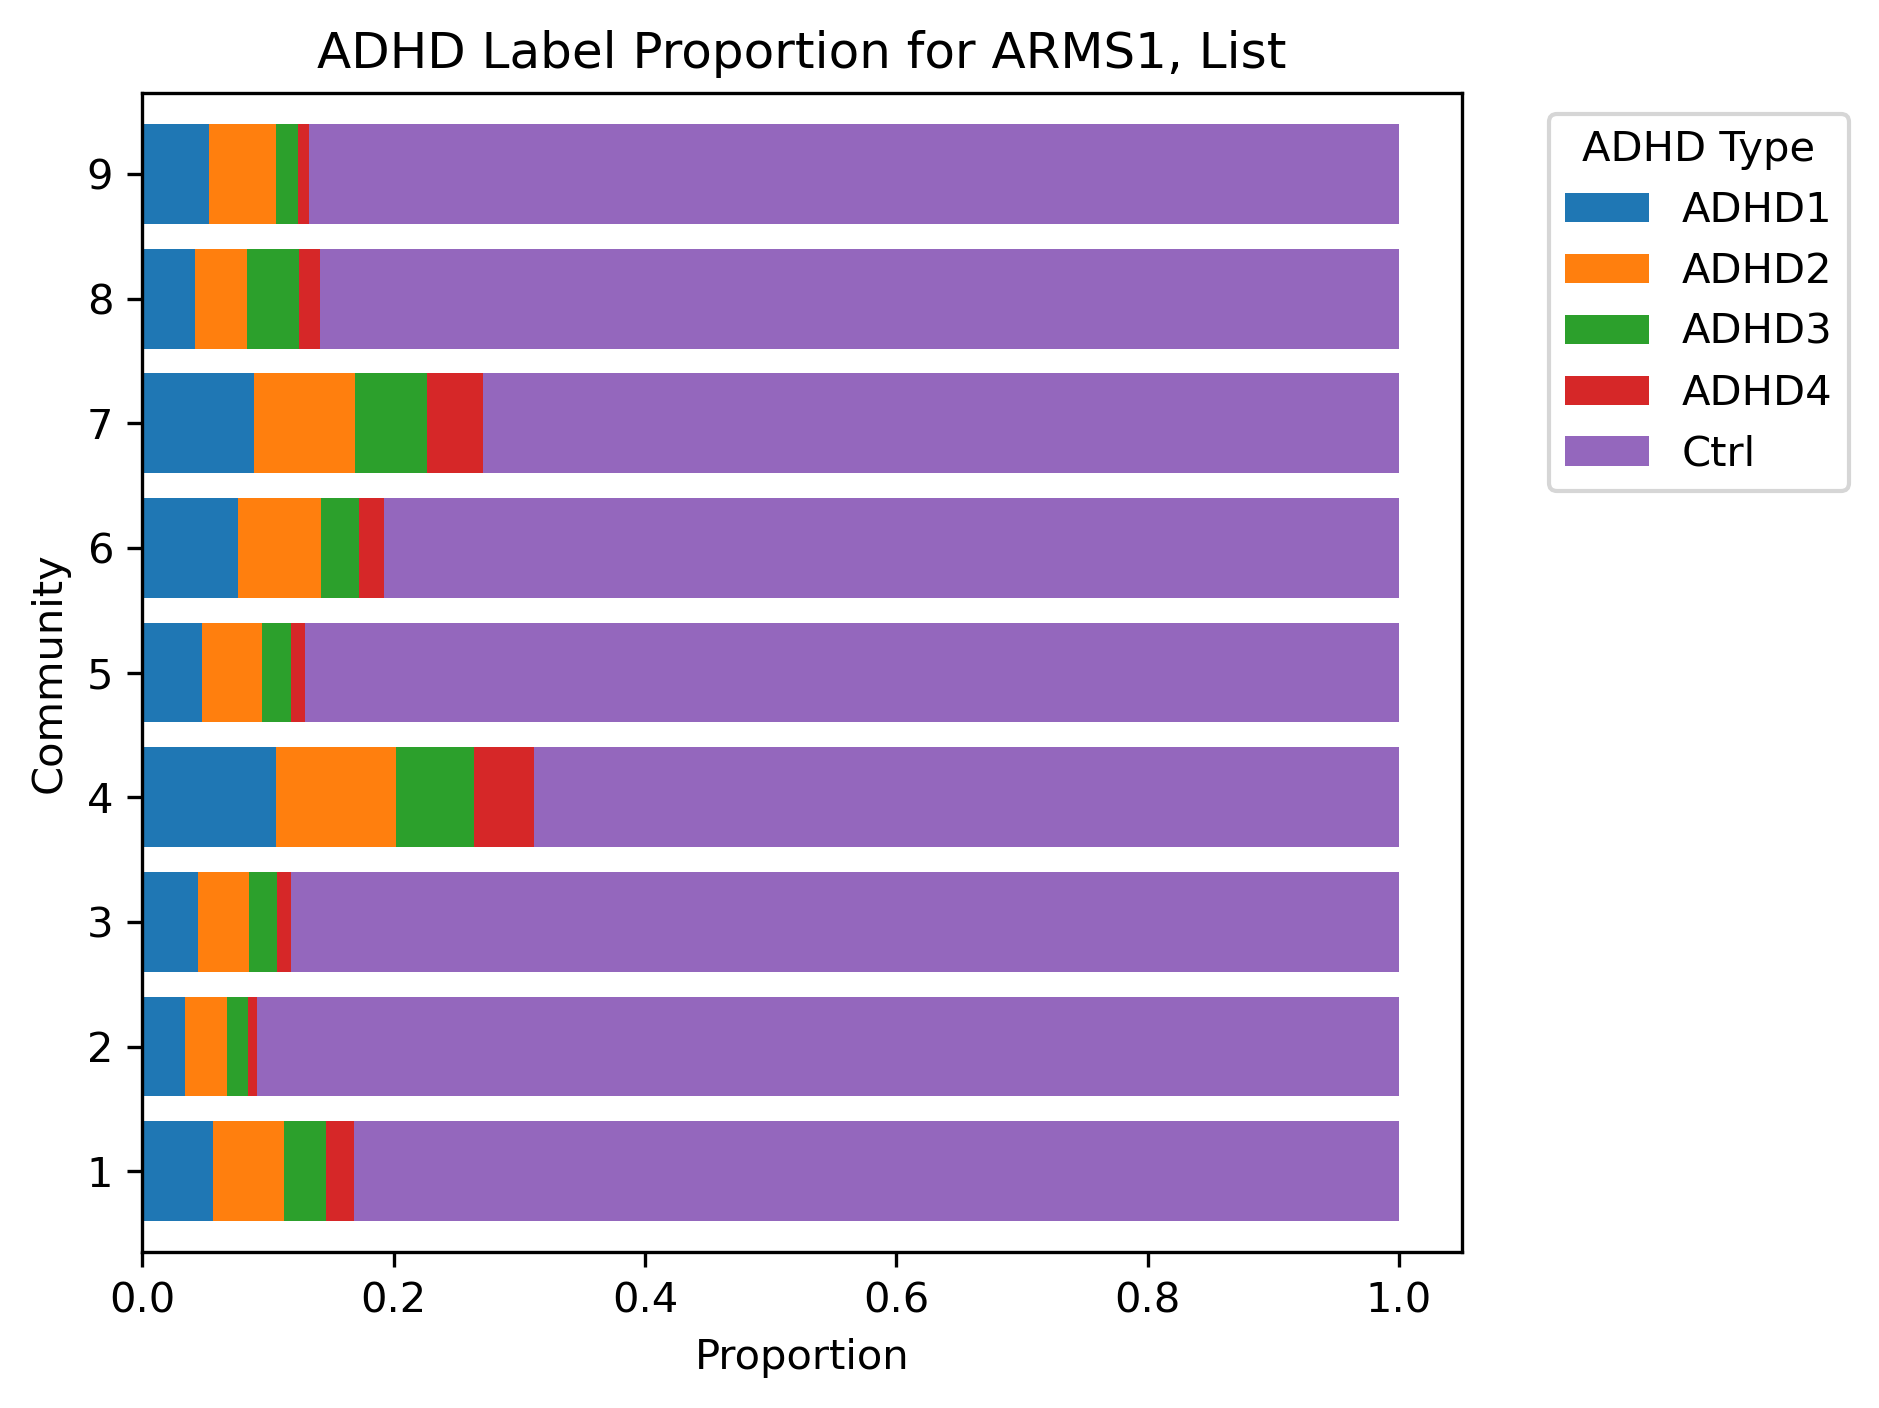 ADHD Label Proportion for ARMS1, List
Community
9
8
7
6
5
4
3
2
1
0.0 0.2 0.4 0.6 0.8 1.0
Proportion
ADHD Type
ADHD1
ADHD2
ADHD3
ADHD4
Ctrl